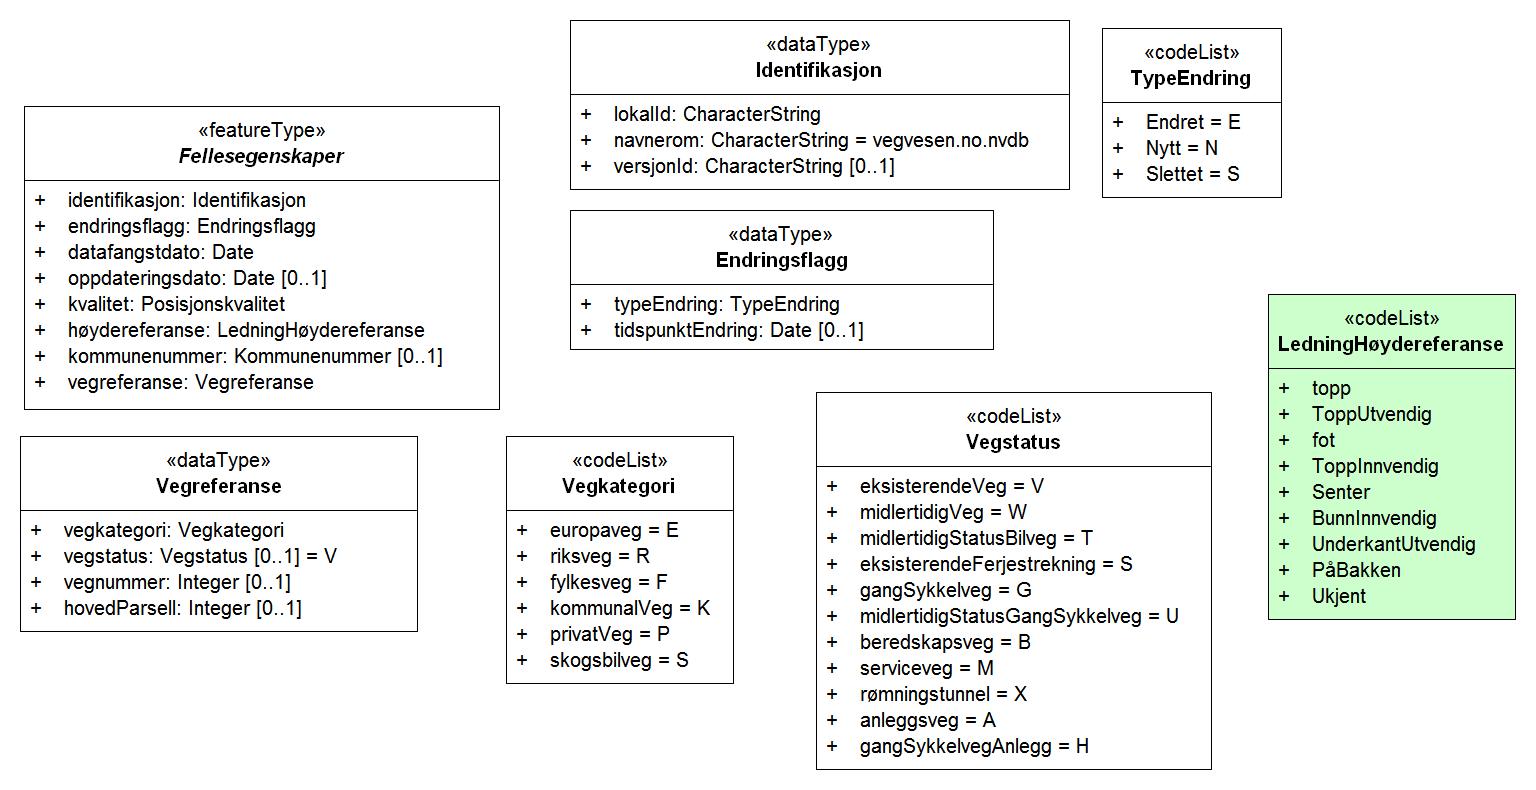 «featureType»
Fellesegenskaper
+ identifikasjon: Identifikasjon
+ endringsflagg: Endringsflagg
+ datafangstdato: Date
+ oppdateringsdato: Date [0..1]
+ kvalitet: Posisjonskvalitet
+ høydereferanse: LedningHøydereferanse
+ kommunenummer: Kommunenummer [0..1]
+ vegreferanse: Vegreferanse
«dataType»
Identifikasjon
+ lokalId: CharacterString
+ navnerom: CharacterString = vegvesen.no.nvdb
+ versjonId: CharacterString [0..1]
«codeList»
TypeEndring
+ Endret = E
+ Nytt = N
+ Slettet = S
«dataType»
Endringsflagg
+ typeEndring: TypeEndring
+ tidspunktEndring: Date [0..1]
«codeList»
LedningHøydereferanse
+ topp
+ ToppUtvendig
+ fot
+ ToppInnvendig
+ Senter
+ BunnInnvendig
+ UnderkantUtvendig
+ PåBakken
+ Ukjent
«dataType»
Vegreferanse
+ vegkategori: Vegkategori
+ vegstatus: Vegstatus [0..1] = V
+ vegnummer: Integer [0..1]
+ hovedParsell: Integer [0..1]
«codeList»
Vegkategori
+ europaveg = E
+ riksveg = R
+ fylkesveg = F
+ kommunalVeg = K
+ privatVeg = P
+ skogsbilveg = S
«codeList»
Vegstatus
+ eksisterendeVeg = V
+ midlertidigVeg = W
+ midlertidigStatusBilveg = T
+ eksisterendeFerjestrekning = S
+ gangSykkelveg = G
+ midlertidigStatusGangSykkelveg = U
+ beredskapsveg = B
+ serviceveg = M
+ rømningstunnel = X
+ anleggsveg = A
+ gangSykkelvegAnlegg = H